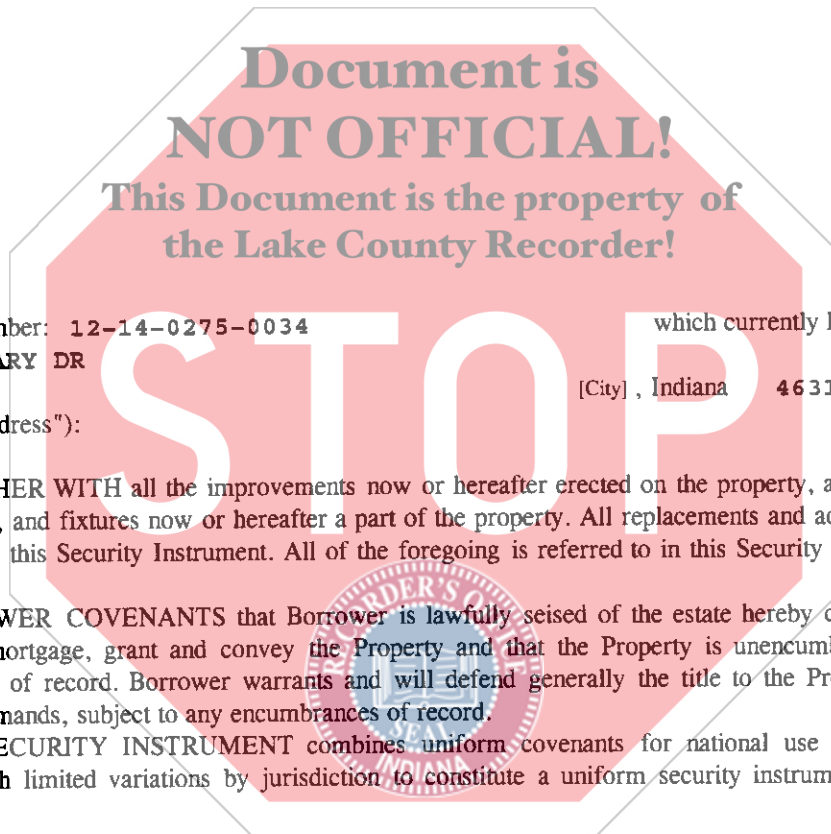 Document is
NOT OFFICIAL!
This Document is the property of
the Lake County Recorder!
STOP
nber: 12-14-0275-0034 which currently
ARY DR
[City] , Indiana 4631
dress"):
HER WITH all the improvements now or hereafter erected on the property, a
, and fixtures now or hereafter a part of the property. All replacements and ad
this Security Instrument. All of the foregoing is referred to in this Security
WER COVENANTS that Borrower is lawfully seised of the estate hereby c
nortgage, grant and convey the Property and that the Property is unencumb
of record. Borrower warrants and will defend generally the title to the Pro
mands, subject to any encumbrances of record.
ECURITY INSTRUMENT combines uniform covenants for national use
h limited variations by jurisdiction to constitute a uniform security instrum
RECORDER'S OFFICE
SEAL
INDIANA